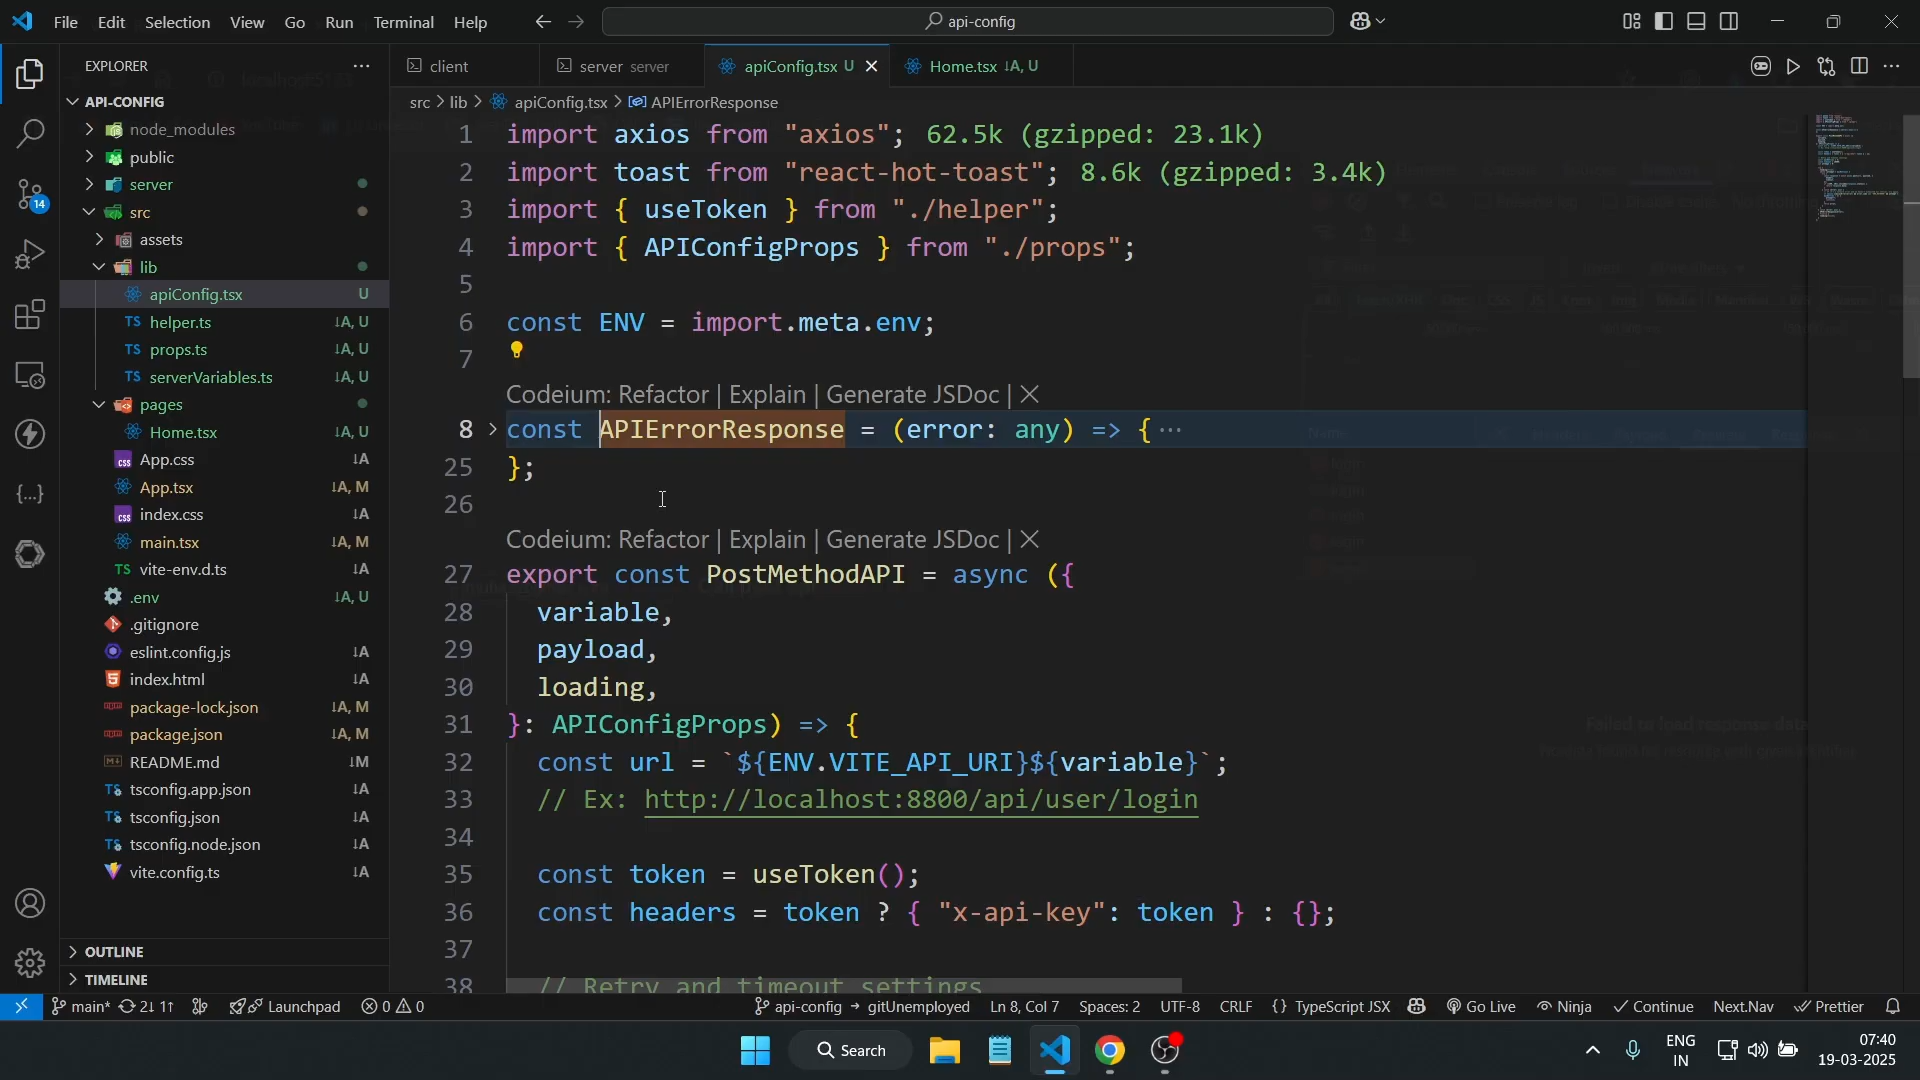 File Edit Selection View Go Run Terminal Help
api-config
EXPLORER
API-CONFIG
node_modules
public
server
src
assets
lib
apiConfig.tsx U
helper.ts ↓A, U
props.ts ↓A, U
serverVariables.ts ↓A, U
pages
Home.tsx ↓A, U
App.css ↓A
App.tsx ↓A, M
index.css ↓A
main.tsx ↓A, M
vite-env.d.ts ↓A
.env ↓A, U
.gitignore
eslint.config.js ↓A
index.html ↓A
package-lock.json ↓A, M
package.json ↓A, M
README.md ↓M
tsconfig.app.json ↓A
tsconfig.json ↓A
tsconfig.node.json ↓A
vite.config.ts ↓A
OUTLINE
TIMELINE
14
client
server server
apiConfig.tsx U
Home.tsx ↓A, U
src > lib > apiConfig.tsx > APIErrorResponse
1 import axios from "axios"; 62.5k (gzipped: 23.1k)
2 import toast from "react-hot-toast"; 8.6k (gzipped: 3.4k)
3 import { useToken } from "./helper";
4 import { APIConfigProps } from "./props";
5
6 const ENV = import.meta.env;
7
Codeium: Refactor | Explain | Generate JSDoc | ×
8 const APIErrorResponse = (error: any) => { ···
25 };
26
Codeium: Refactor | Explain | Generate JSDoc | ×
27 export const PostMethodAPI = async ({
28 variable,
29 payload,
30 loading,
31 }: APIConfigProps) => {
32 const url = `${ENV.VITE_API_URI}${variable}`;
33 // Ex: http://localhost:8800/api/user/login
34
35 const token = useToken();
36 const headers = token ? { "x-api-key": token } : {};
37
38 // Retry and timeout settings
Failed to load response data
main* 2↓ 1↑ Launchpad 0 0
api-config → gitUnemployed Ln 8, Col 7 Spaces: 2 UTF-8 CRLF {} TypeScript JSX Go Live Ninja Continue Next.Nav Prettier
Search
ENG
IN
07:40
19-03-2025